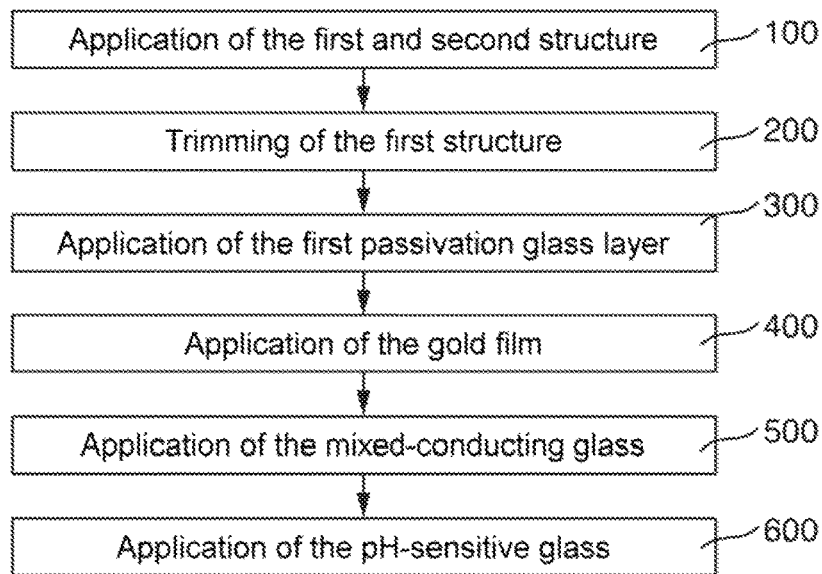 Application of the first and second structure 100
Trimming of the first structure 200
Application of the first passivation glass layer 300
Application of the gold film 400
Application of the mixed-conducting glass 500
Application of the pH-sensitive glass 600